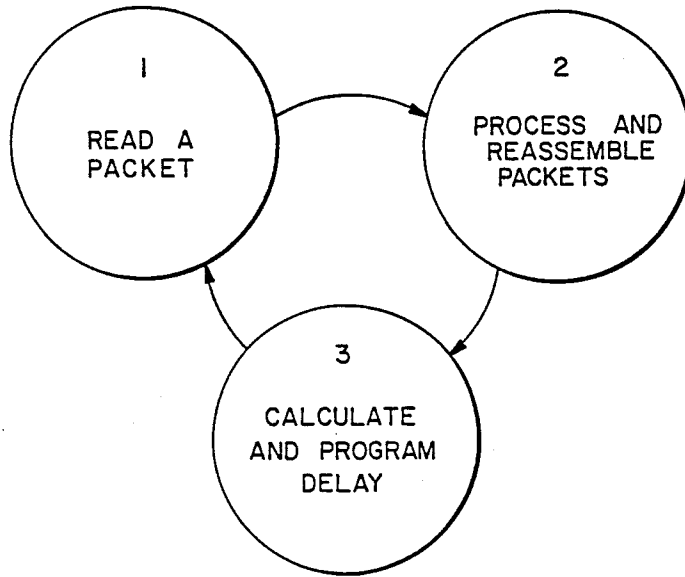 1
READ A
PACKET
2
PROCESS AND
REASSEMBLE
PACKETS
3
CALCULATE
AND PROGRAM
DELAY